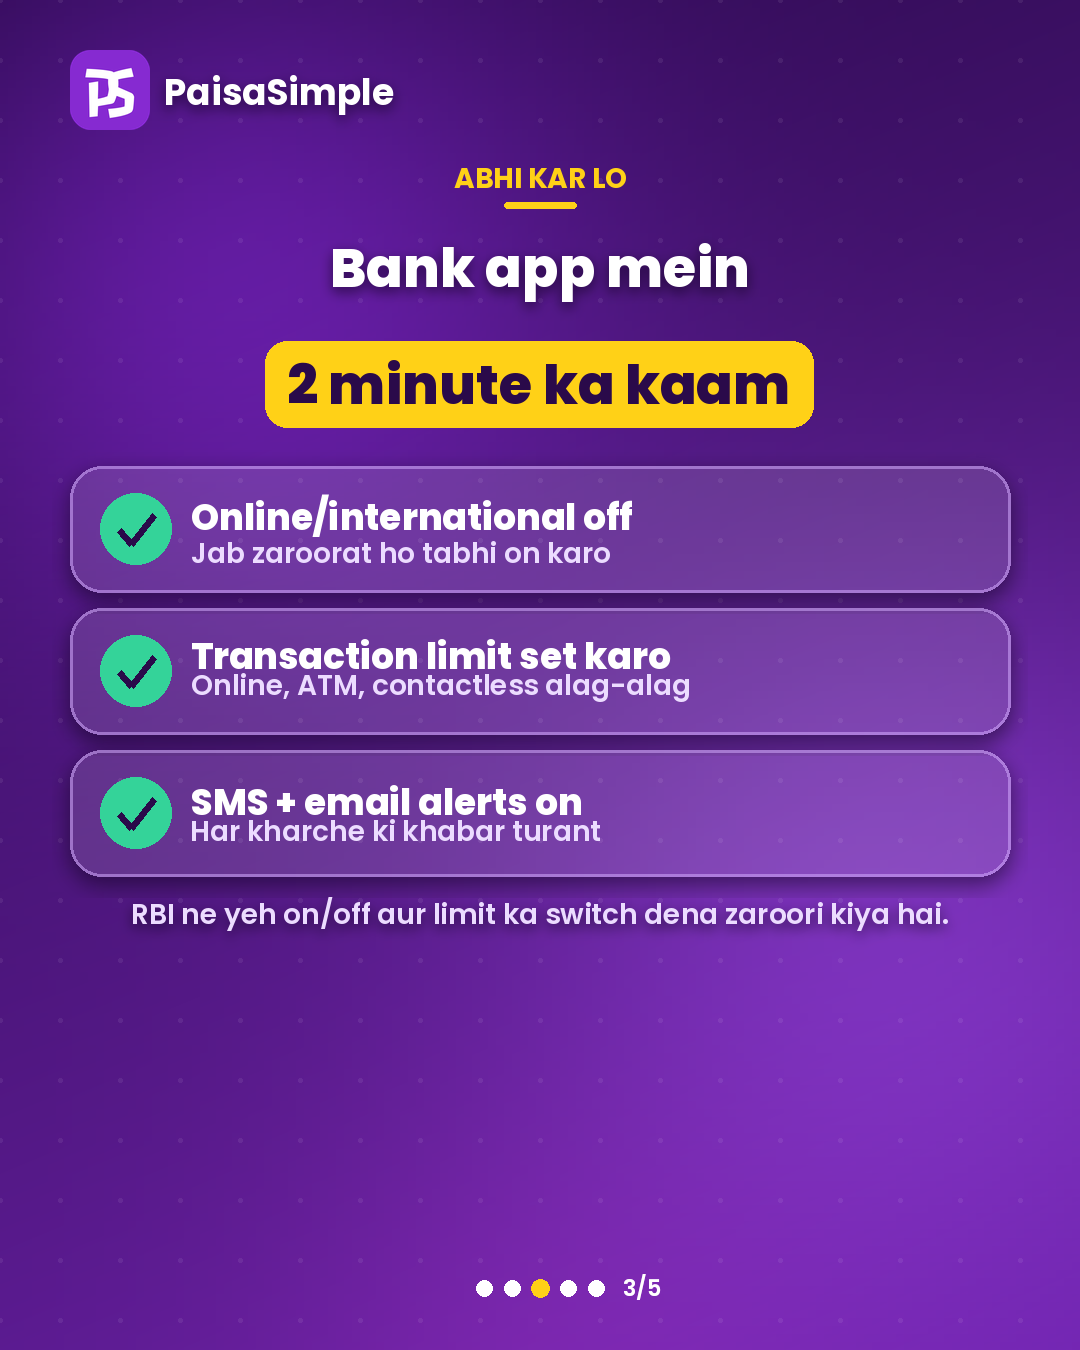 PaisaSimple
ABHI KAR LO
Bank app mein
2 minute ka kaam
Online/international off
Jab zaroorat ho tabhi on karo
Transaction limit set karo
Online, ATM, contactless alag-alag
SMS + email alerts on
Har kharche ki khabar turant
RBI ne yeh on/off aur limit ka switch dena zaroori kiya hai.
3/5